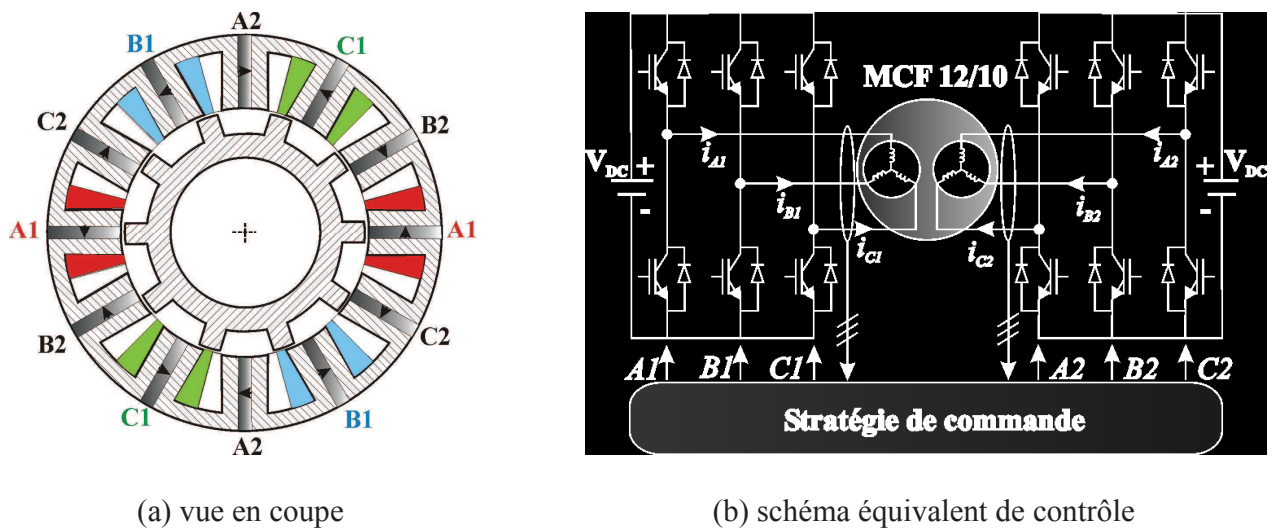 A2
B1
C1
C2
B2
A1
A1
B2
C2
C1
B1
A2
(a) vue en coupe
MCF 12/10
V_DC
+
-
i_A1
i_B1
i_C1
i_A2
i_B2
i_C2
V_DC
+
-
A1
B1
C1
A2
B2
C2
Stratégie de commande
(b) schéma équivalent de contrôle